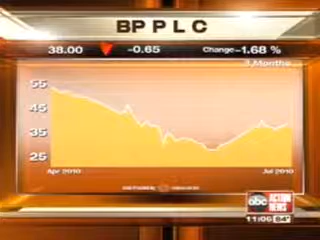 BP P L C
38.00 -0.65 Change -1.68 %
3 Months
55
45
35
25
Apr 2010 Jul 2010
abc ACTION NEWS
11:06 84°